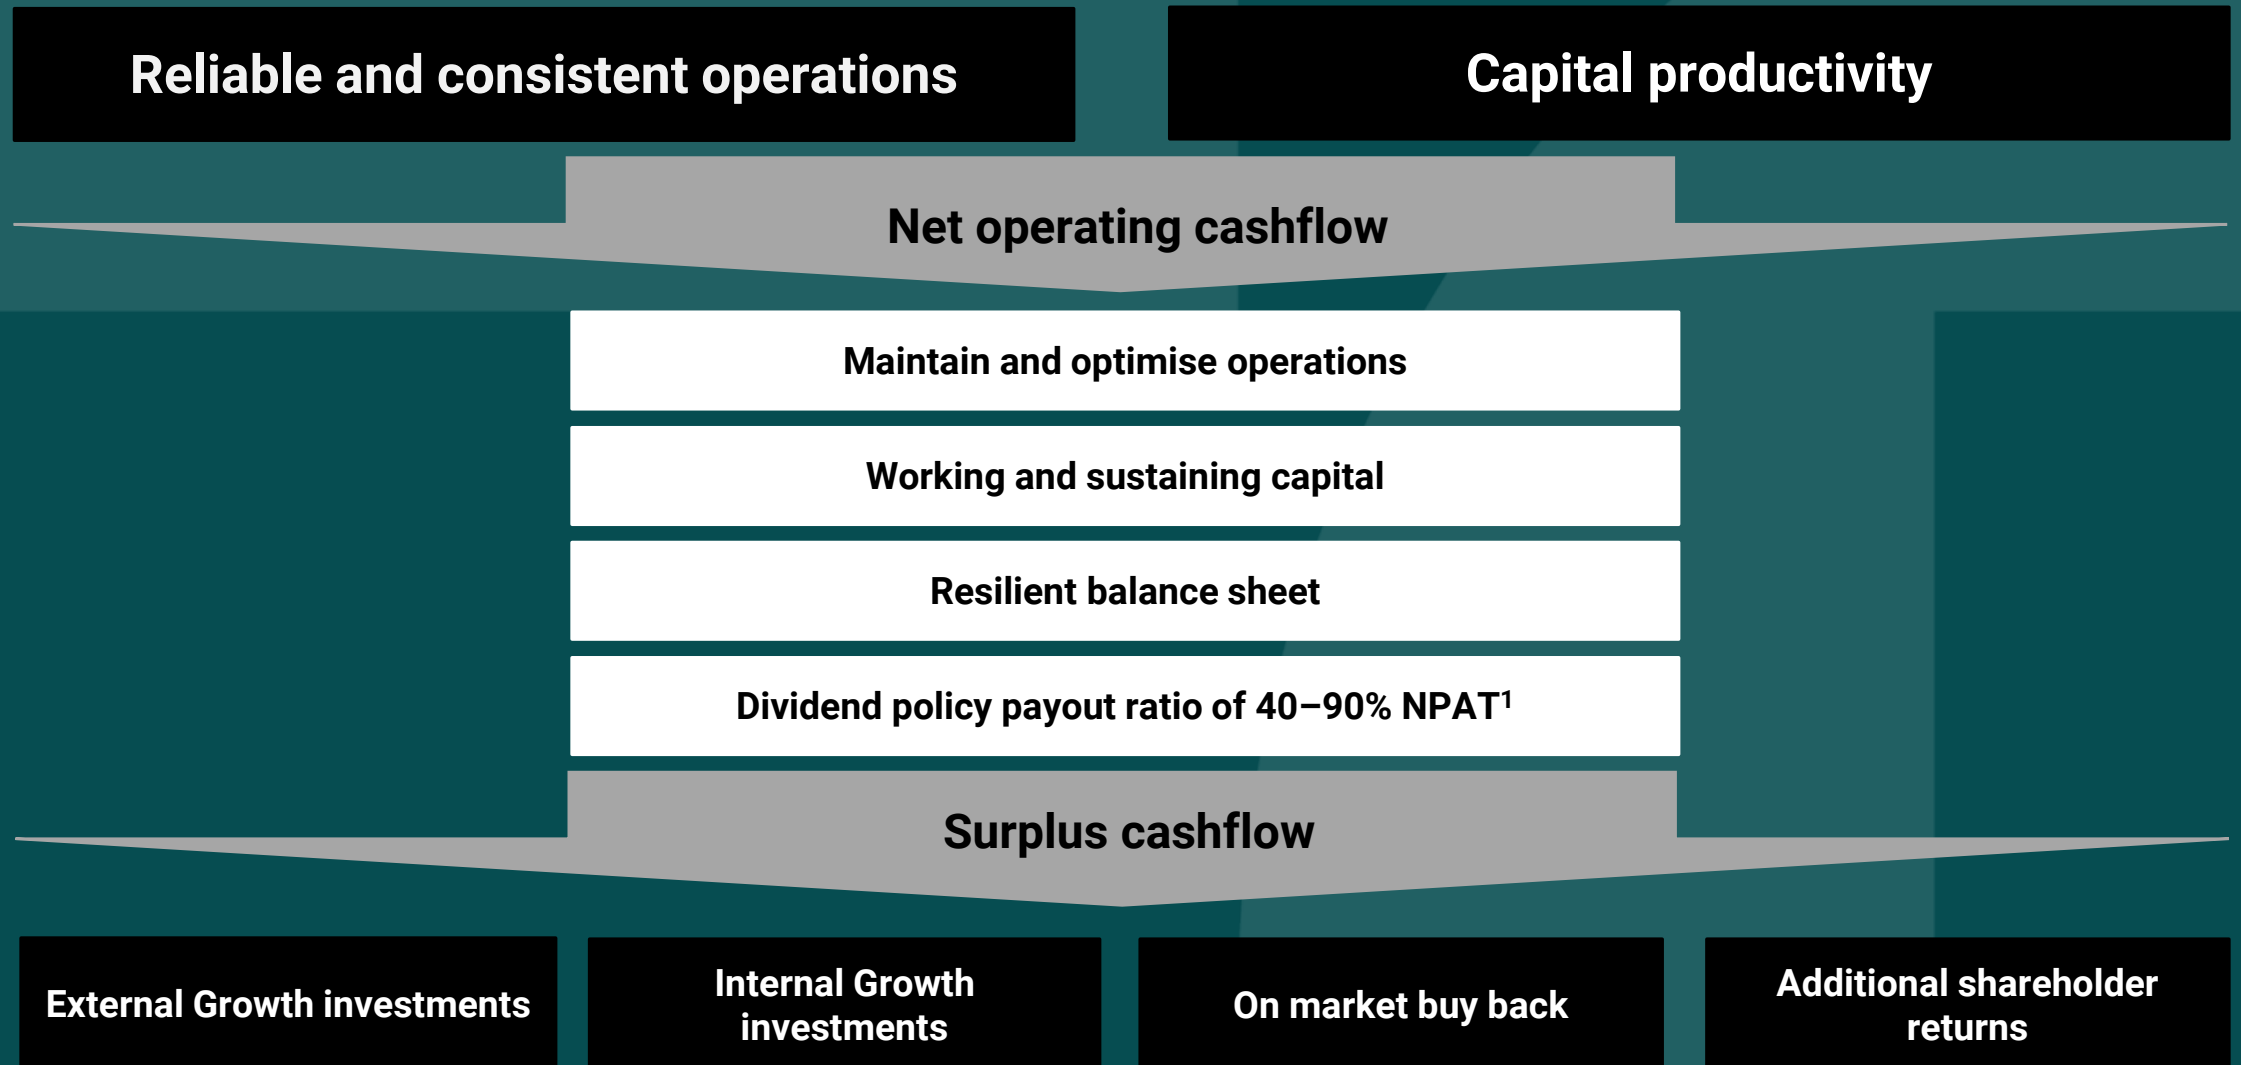 Reliable and consistent operations
Capital productivity
Net operating cashflow
Maintain and optimise operations
Working and sustaining capital
Resilient balance sheet
Dividend policy payout ratio of 40–90% NPAT¹
Surplus cashflow
External Growth investments
Internal Growth
investments
On market buy back
Additional shareholder
returns